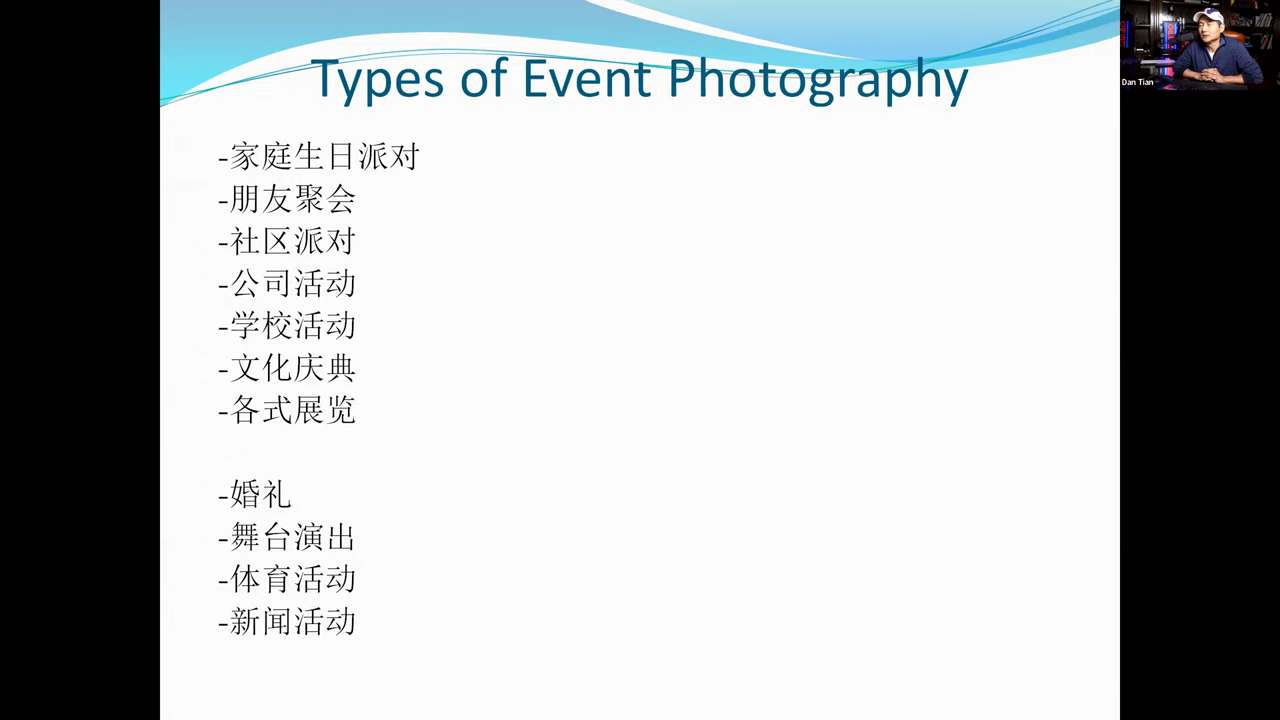 Types of Event Photography
-家庭生日派对
-朋友聚会
-社区派对
-公司活动
-学校活动
-文化庆典
-各式展览
-婚礼
-舞台演出
-体育活动
-新闻活动
Dan Tian